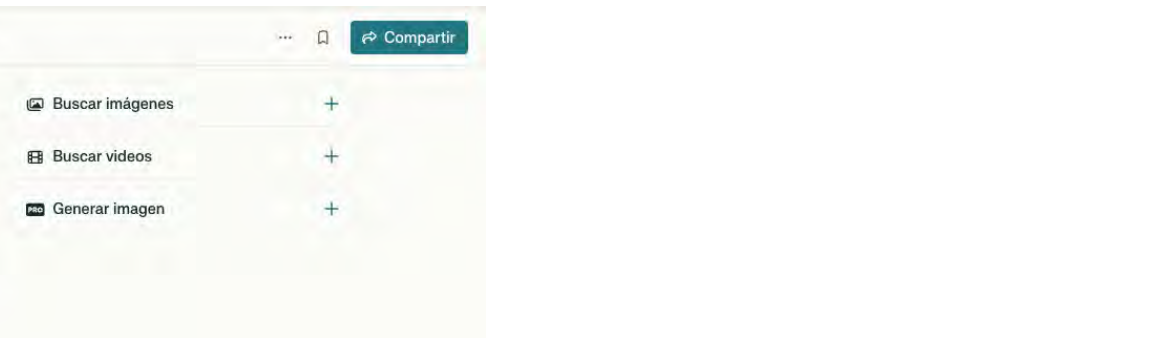 Compartir
Buscar imágenes
Buscar videos
PRO Generar imagen